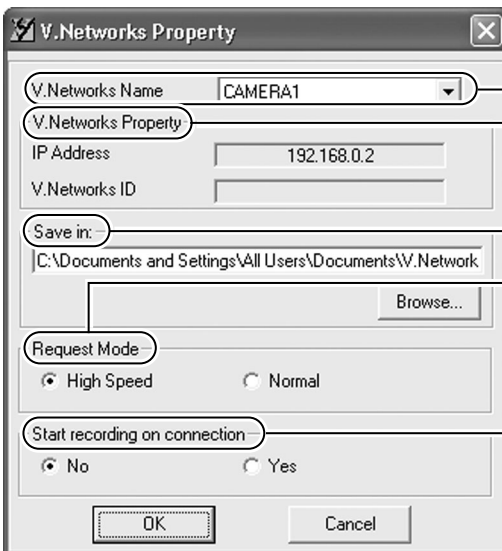 V.Networks Property
V.Networks Name CAMERA1
V.Networks Property
IP Address 192.168.0.2
V.Networks ID
Save in:
C:\Documents and Settings\All Users\Documents\V.Network
Browse...
Request Mode
High Speed Normal
Start recording on connection
No Yes
OK Cancel